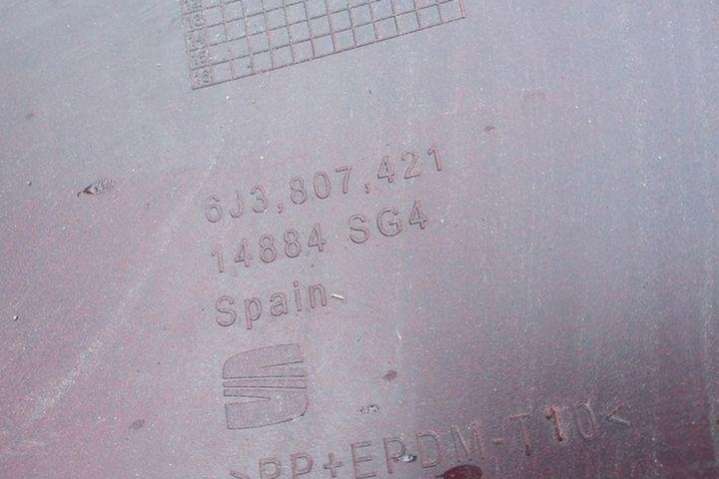 6J3,807,421
14884 SG4
Spain
>PP+EPDM-T10<